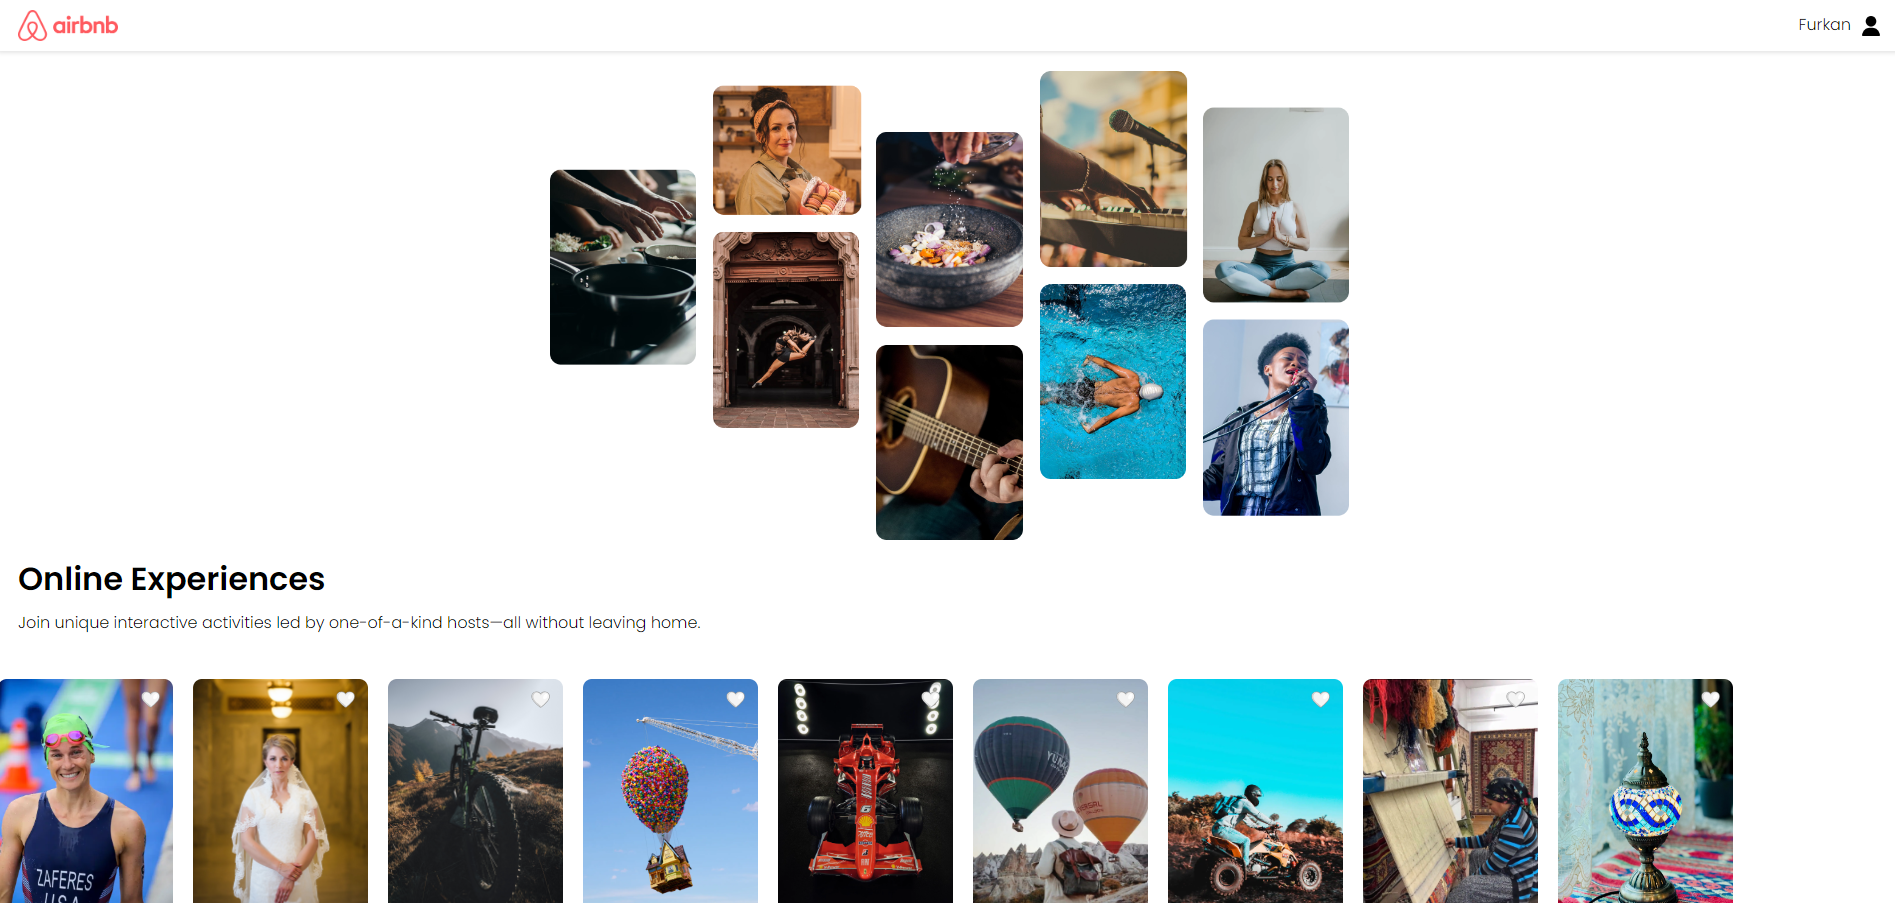 airbnb
Furkan
Online Experiences
Join unique interactive activities led by one-of-a-kind hosts—all without leaving home.
ZAFERES
USA